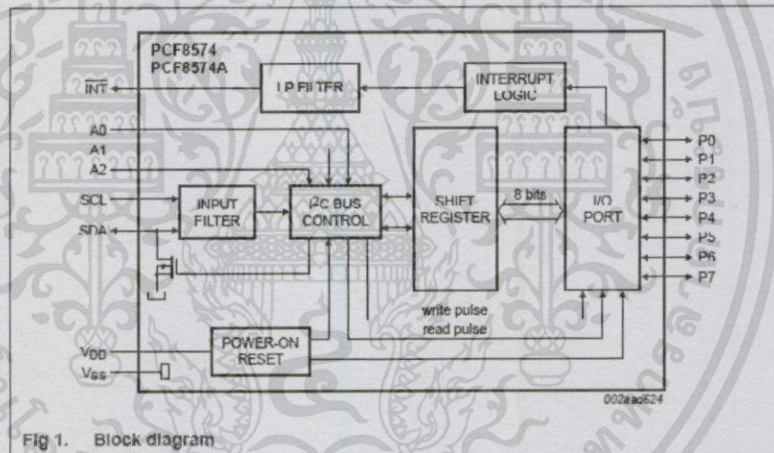 PCF8574
PCF8574A
INT
LP FILTER
INTERRUPT
LOGIC
A0
A1
A2
SCL
SDA
INPUT
FILTER
I²C BUS
CONTROL
SHIFT
REGISTER
8 bits
I/O
PORT
P0
P1
P2
P3
P4
P5
P6
P7
write pulse
read pulse
VDD
VSS
POWER-ON
RESET
002aad624
Fig 1. Block diagram